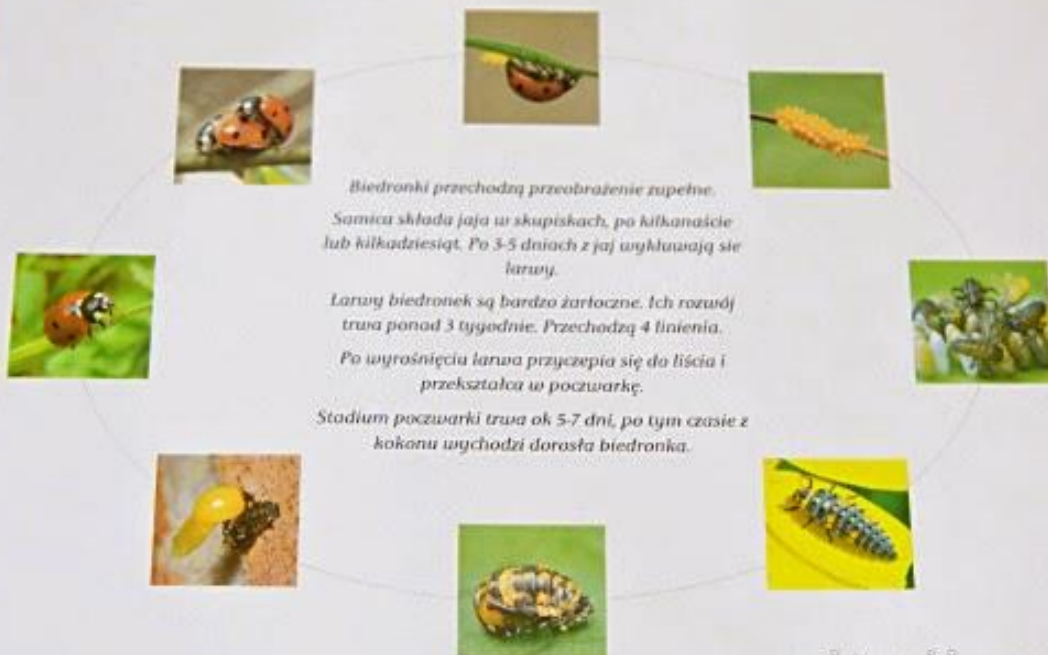 Biedronki przechodzą przeobrażenie zupełne.
Samica składa jaja w skupiskach, po kilkanaście
lub kilkadziesiąt. Po 3-5 dniach z jaj wykluwają sie
larwy.
Larwy biedronek są bardzo żarłoczne. Ich rozwój
trwa ponad 3 tygodnie. Przechodzą 4 linienia.
Po wyrośnięciu larwa przyczepia się do liścia i
przekształca w poczwarkę.
Stadium poczwarki trwa ok 5-7 dni, po tym czasie z
kokonu wychodzi dorosła biedronka.